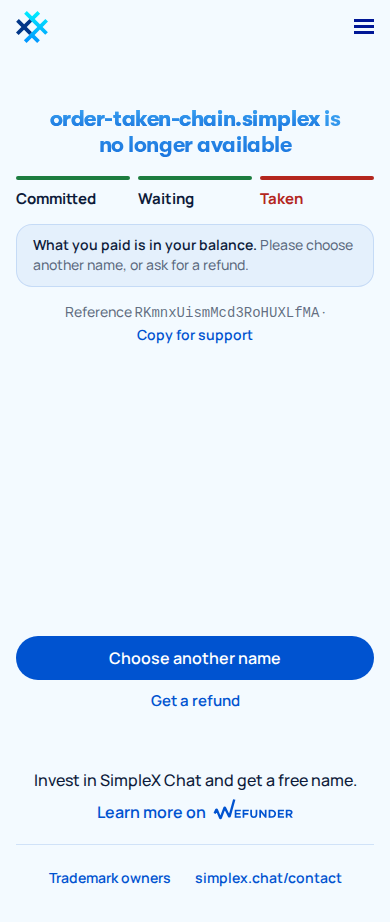 order-taken-chain.simplex is
no longer available
Committed
Waiting
Taken
What you paid is in your balance. Please choose
another name, or ask for a refund.
Reference RKmnxUismMcd3RoHUXLfMA ·
Copy for support
Choose another name
Get a refund
Invest in SimpleX Chat and get a free name.
Learn more on WEFUNDER
Trademark owners
simplex.chat/contact